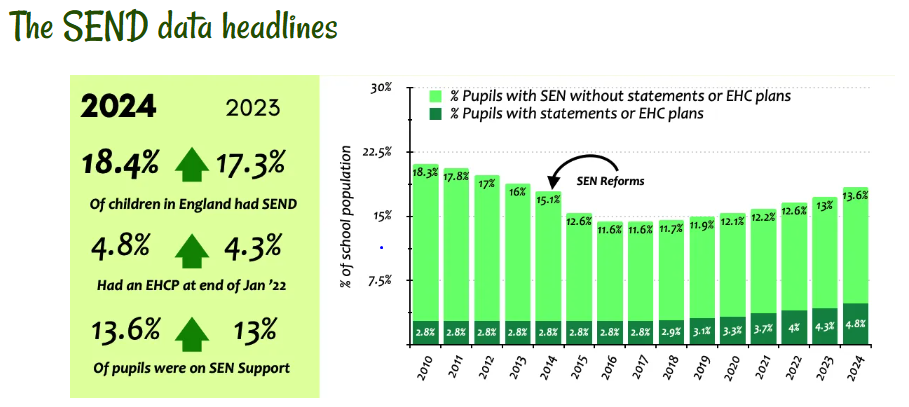 The SEND data headlines
2024 2023
18.4% 17.3%
Of children in England had SEND
4.8% 4.3%
Had an EHCP at end of Jan '22
13.6% 13%
Of pupils were on SEN Support
% of school population
30%
22.5%
15%
7.5%
% Pupils with SEN without statements or EHC plans
% Pupils with statements or EHC plans
SEN Reforms
18.3% 17.8% 17% 16% 15.1% 12.6% 11.6% 11.6% 11.7% 11.9% 12.1% 12.2% 12.6% 13% 13.6%
2.8% 2.8% 2.8% 2.8% 2.8% 2.8% 2.8% 2.8% 2.9% 3.1% 3.3% 3.7% 4% 4.3% 4.8%
2010 2011 2012 2013 2014 2015 2016 2017 2018 2019 2020 2021 2022 2023 2024